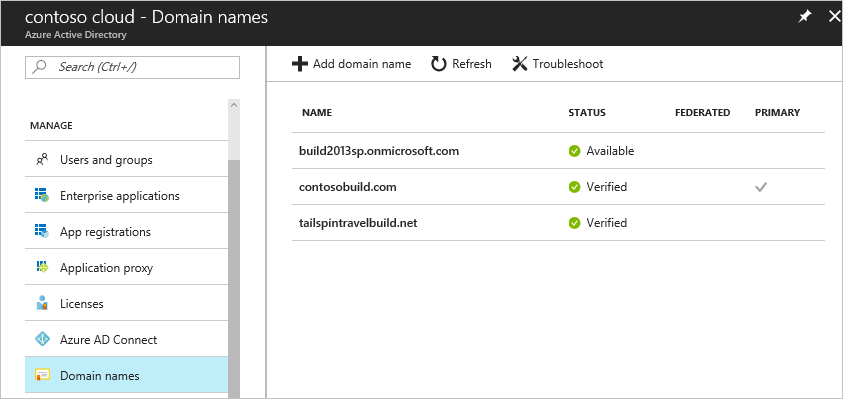 contoso cloud - Domain names
Azure Active Directory
Search (Ctrl+/)
MANAGE
Users and groups
Enterprise applications
App registrations
Application proxy
Licenses
Azure AD Connect
Domain names
Add domain name Refresh Troubleshoot
NAME STATUS FEDERATED PRIMARY
build2013sp.onmicrosoft.com Available
contosobuild.com Verified
tailspintravelbuild.net Verified